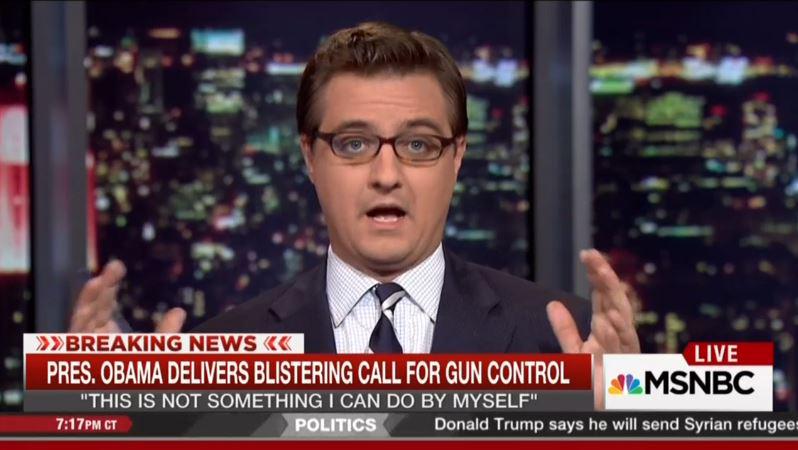 BREAKING NEWS
PRES. OBAMA DELIVERS BLISTERING CALL FOR GUN CONTROL
"THIS IS NOT SOMETHING I CAN DO BY MYSELF"
LIVE
MSNBC
7:17PM CT
POLITICS
Donald Trump says he will send Syrian refugees